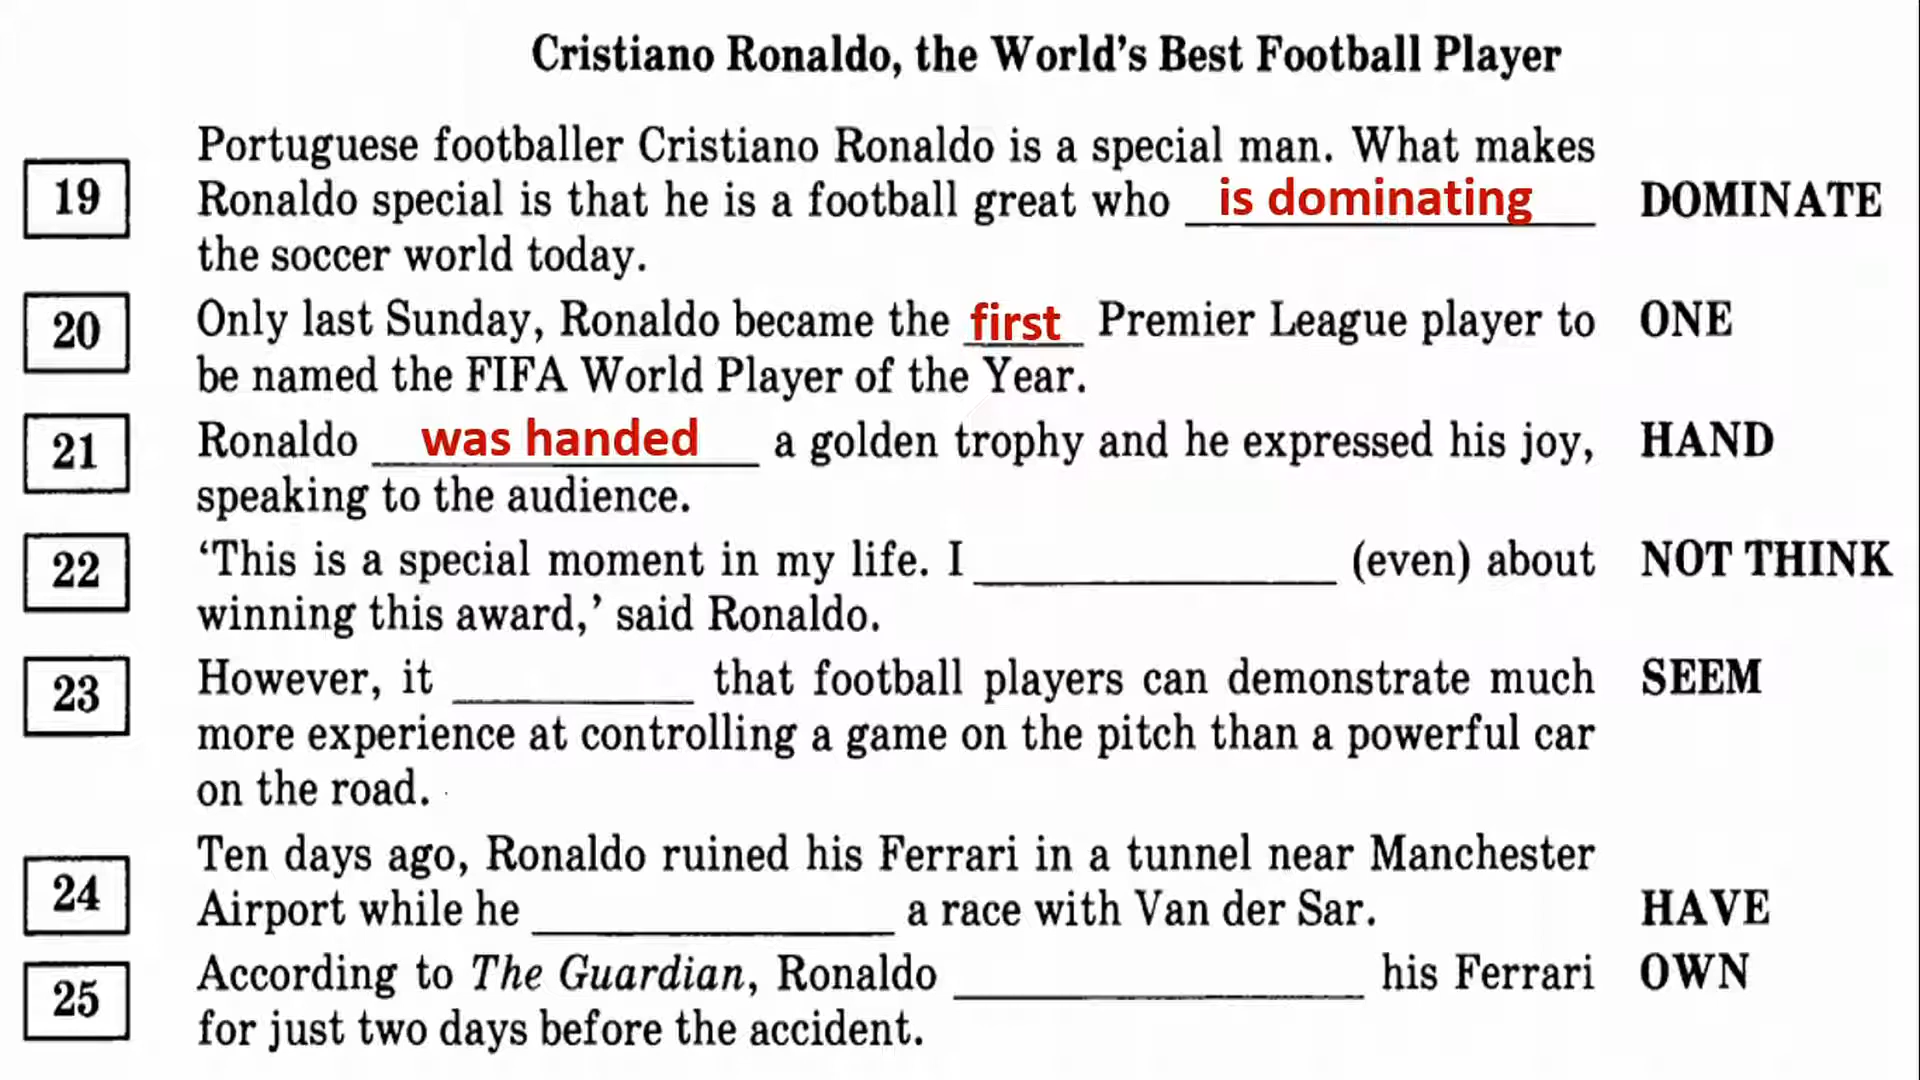 Cristiano Ronaldo, the World's Best Football Player
Portuguese footballer Cristiano Ronaldo is a special man. What makes
19 Ronaldo special is that he is a football great who is dominating DOMINATE
the soccer world today.
20 Only last Sunday, Ronaldo became the first Premier League player to ONE
be named the FIFA World Player of the Year.
21 Ronaldo was handed a golden trophy and he expressed his joy, HAND
speaking to the audience.
22 ‘This is a special moment in my life. I ____________ (even) about NOT THINK
winning this award,’ said Ronaldo.
23 However, it ________ that football players can demonstrate much SEEM
more experience at controlling a game on the pitch than a powerful car
on the road.
Ten days ago, Ronaldo ruined his Ferrari in a tunnel near Manchester
24 Airport while he ____________ a race with Van der Sar. HAVE
25 According to The Guardian, Ronaldo ______________ his Ferrari OWN
for just two days before the accident.